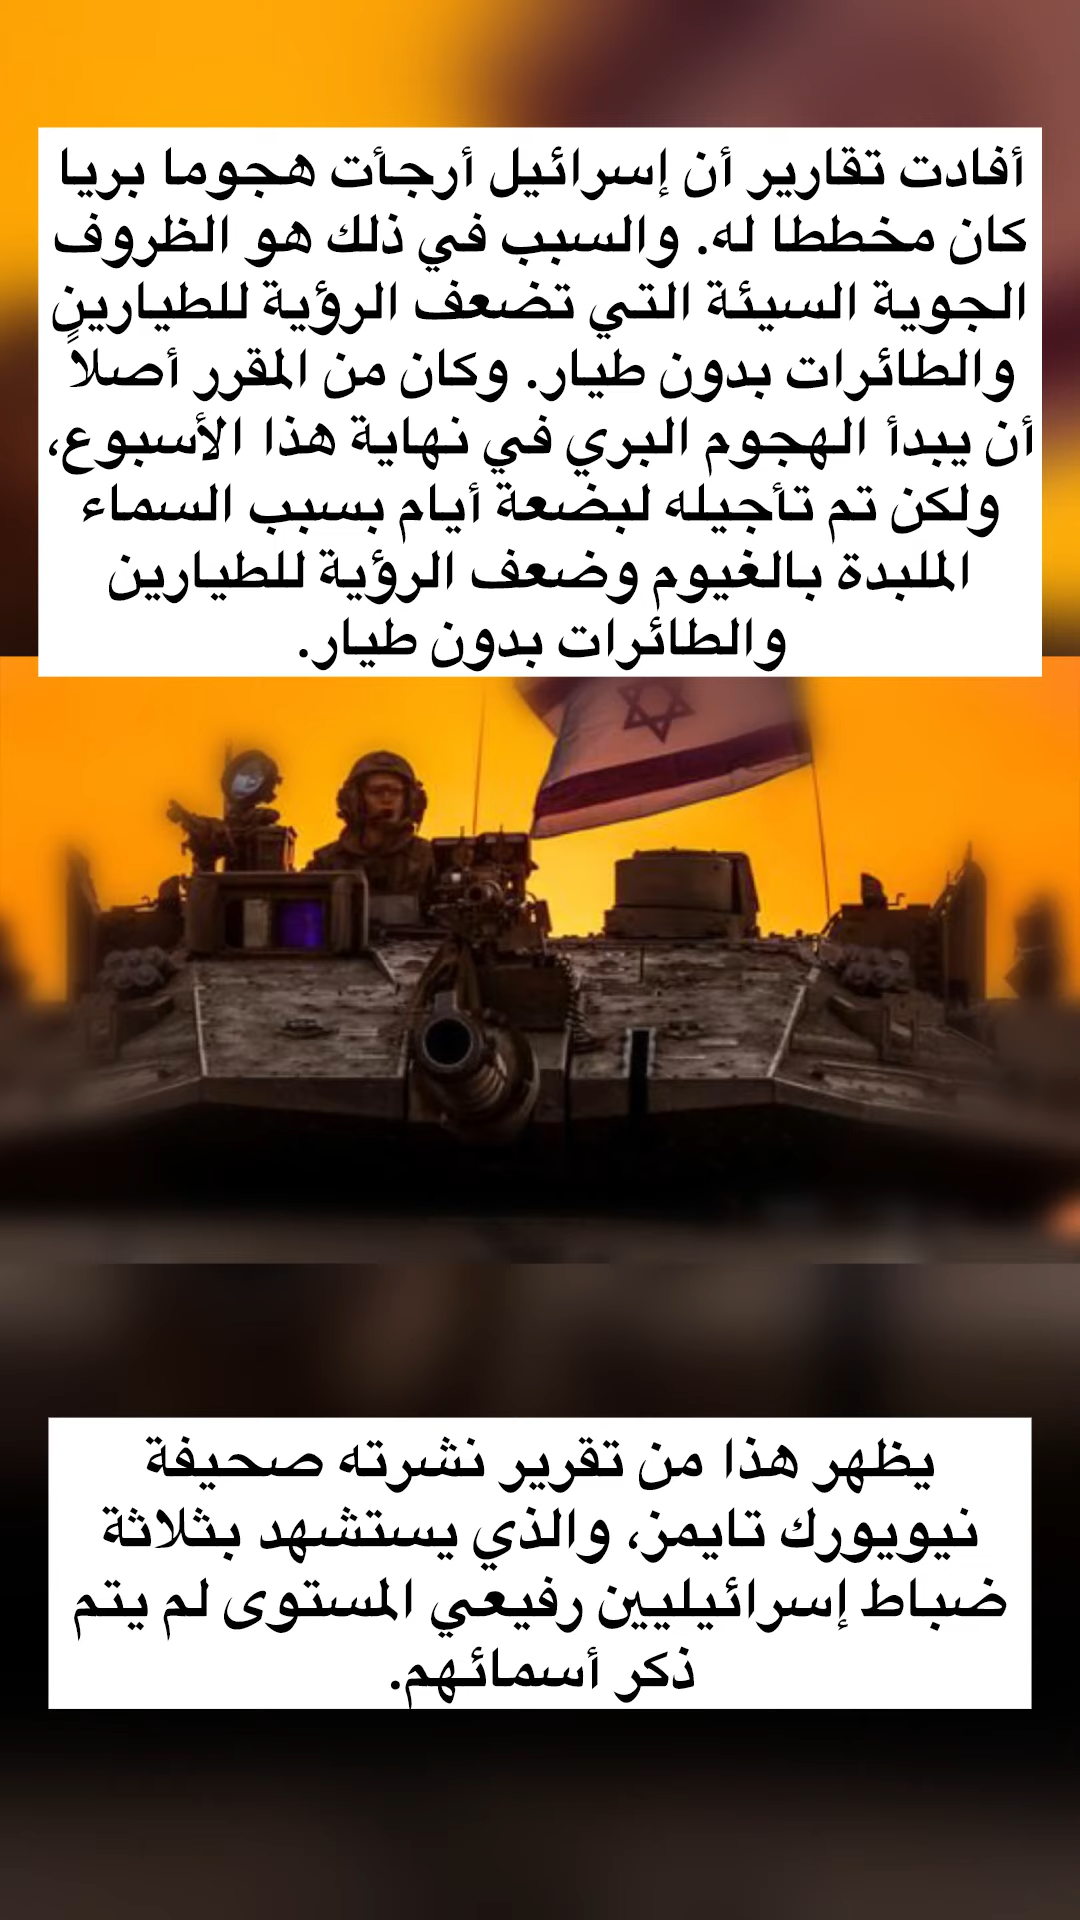 أفادت تقارير أن إسرائيل أرجأت هجوما بريا
كان مخططا له. والسبب في ذلك هو الظروف
الجوية السيئة التي تضعف الرؤية للطيارين
والطائرات بدون طيار. وكان من المقرر أصلاً
أن يبدأ الهجوم البري في نهاية هذا الأسبوع،
ولكن تم تأجيله لبضعة أيام بسبب السماء
الملبدة بالغيوم وضعف الرؤية للطيارين
والطائرات بدون طيار.
يظهر هذا من تقرير نشرته صحيفة
نيويورك تايمز، والذي يستشهد بثلاثة
ضباط إسرائيليين رفيعي المستوى لم يتم
ذكر أسمائهم.